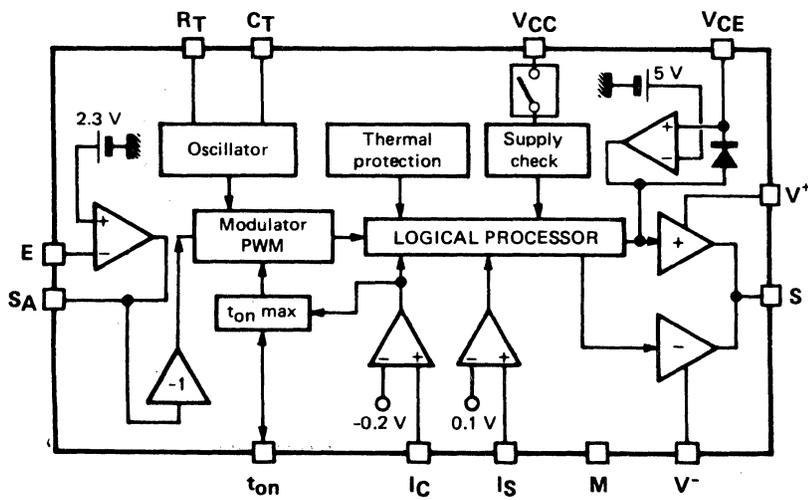 RT CT VCC VCE
5 V
2.3 V
Oscillator
Thermal
protection
Supply
check
+
−
V+
+
−
E
Modulator
PWM
LOGICAL PROCESSOR
+
SA
S
ton max
-1
− +
− +
−
-0.2 V 0.1 V
ton IC IS M V-